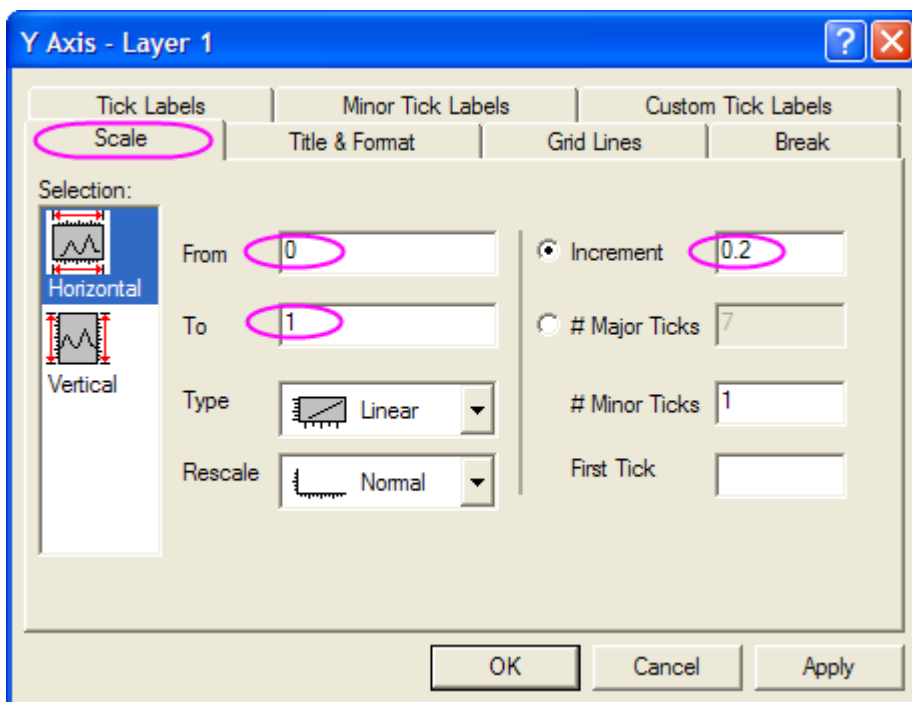 Y Axis - Layer 1
Tick Labels Minor Tick Labels Custom Tick Labels
Scale Title & Format Grid Lines Break
Selection:
Horizontal
Vertical
From 0
To 1
Type Linear
Rescale Normal
Increment 0.2
# Major Ticks 7
# Minor Ticks 1
First Tick
OK Cancel Apply